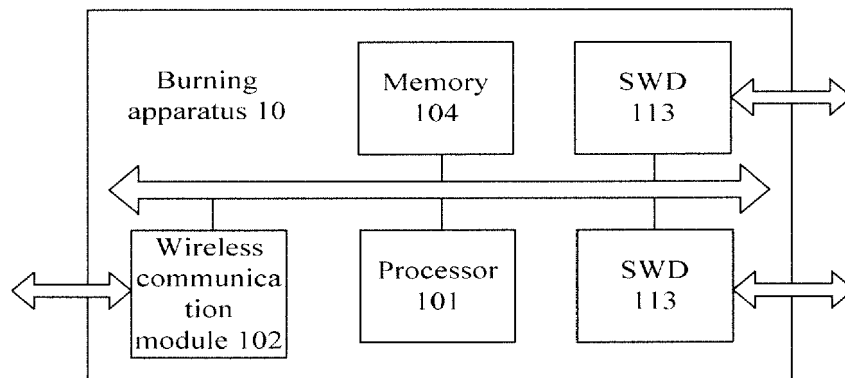 Burning
apparatus 10
Memory
104
SWD
113
Wireless
communica
tion
module 102
Processor
101
SWD
113